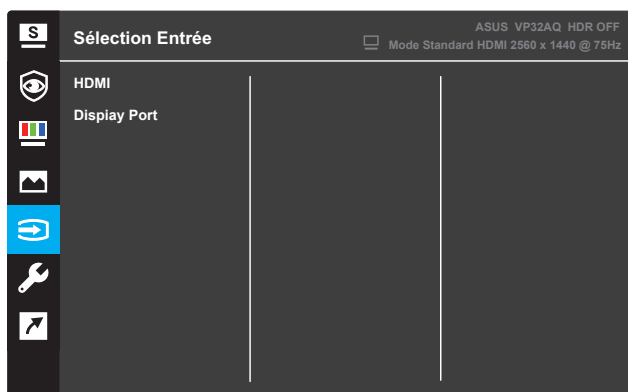 S
Sélection Entrée
ASUS VP32AQ HDR OFF
Mode Standard HDMI 2560 x 1440 @ 75Hz
HDMI
Dispiay Port